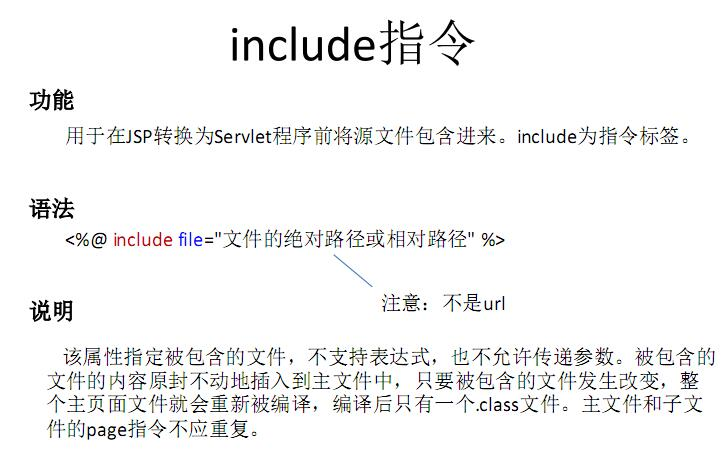 include指令
功能
用于在JSP转换为Servlet程序前将源文件包含进来。include为指令标签。
语法
<%@ include file="文件的绝对路径或相对路径" %>
注意：不是url
说明
该属性指定被包含的文件，不支持表达式，也不允许传递参数。被包含的
文件的内容原封不动地插入到主文件中，只要被包含的文件发生改变，整
个主页面文件就会重新被编译，编译后只有一个.class文件。主文件和子文
件的page指令不应重复。